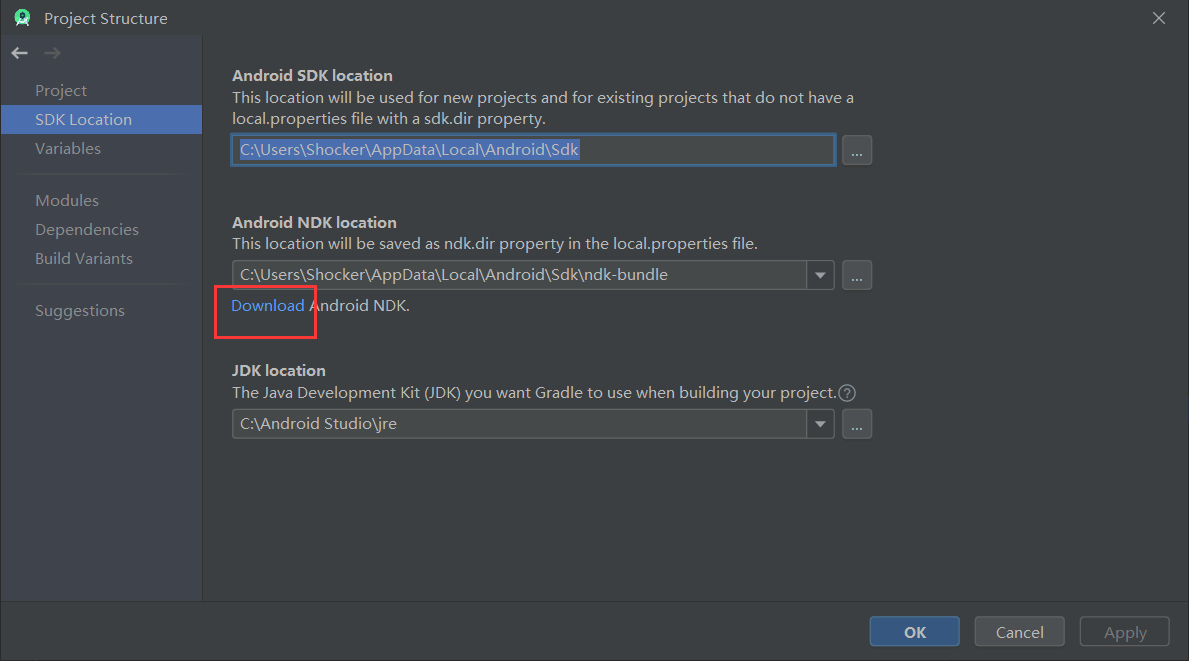 Project Structure
Project
SDK Location
Variables
Modules
Dependencies
Build Variants
Suggestions
Android SDK location
This location will be used for new projects and for existing projects that do not have a
local.properties file with a sdk.dir property.
C:\Users\Shocker\AppData\Local\Android\Sdk
...
Android NDK location
This location will be saved as ndk.dir property in the local.properties file.
C:\Users\Shocker\AppData\Local\Android\Sdk\ndk-bundle
...
Download Android NDK.
JDK location
The Java Development Kit (JDK) you want Gradle to use when building your project.?
C:\Android Studio\jre
...
OK Cancel Apply